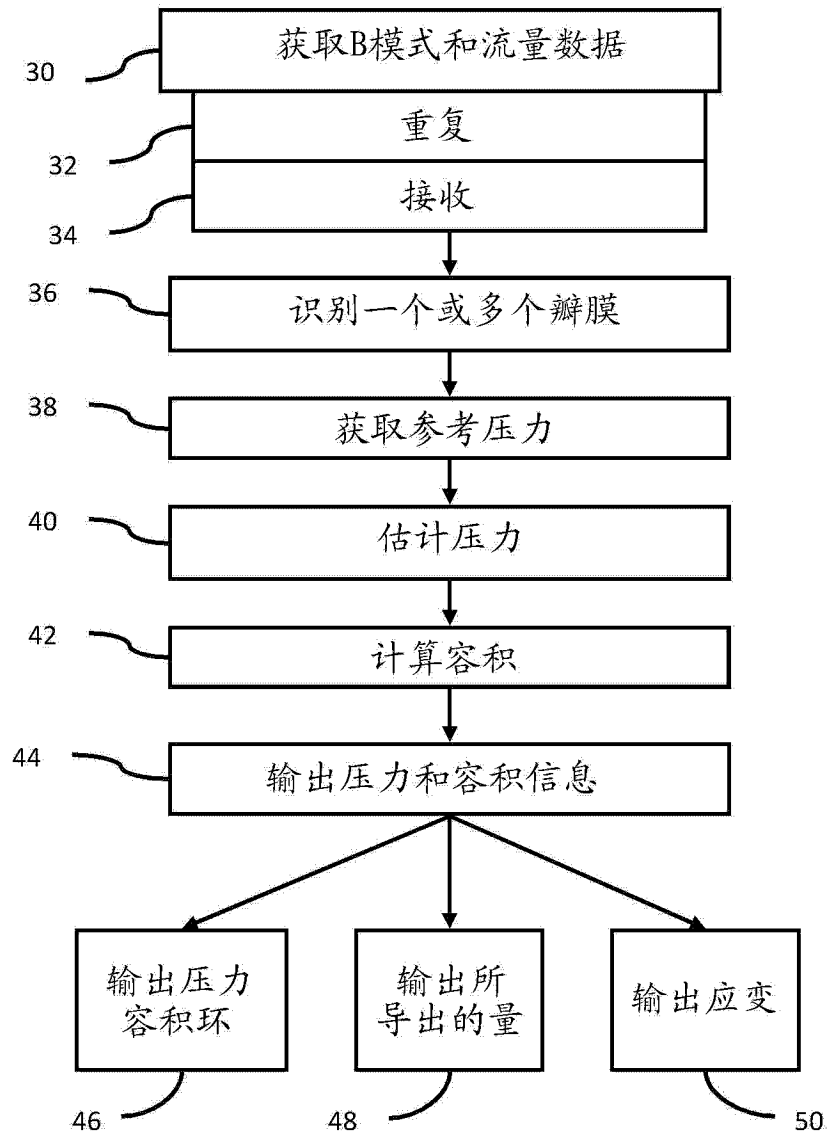 获取B模式和流量数据
30
重复
32
接收
34
36
识别一个或多个瓣膜
38
获取参考压力
40
估计压力
42
计算容积
44
输出压力和容积信息
输出压力
容积环
输出所
导出的量
输出应变
46
48
50